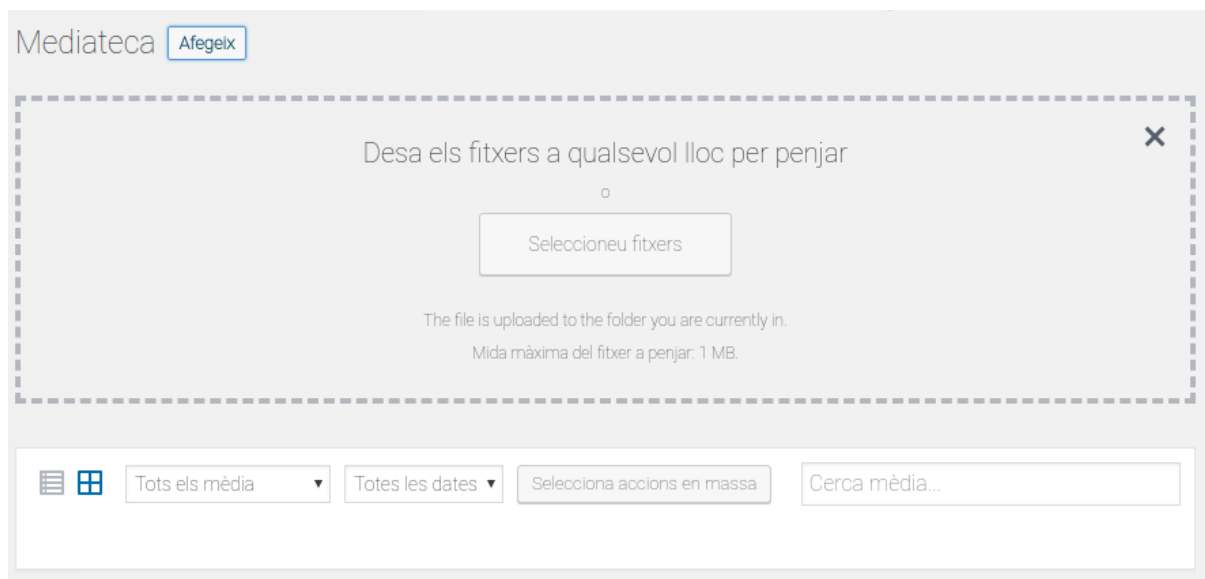 Mediateca Afegeix
Desa els fitxers a qualsevol lloc per penjar
o
Seleccioneu fitxers
The file is uploaded to the folder you are currently in.
Mida màxima del fitxer a penjar: 1 MB.
Tots els mèdia Totes les dates Selecciona accions en massa Cerca mèdia...